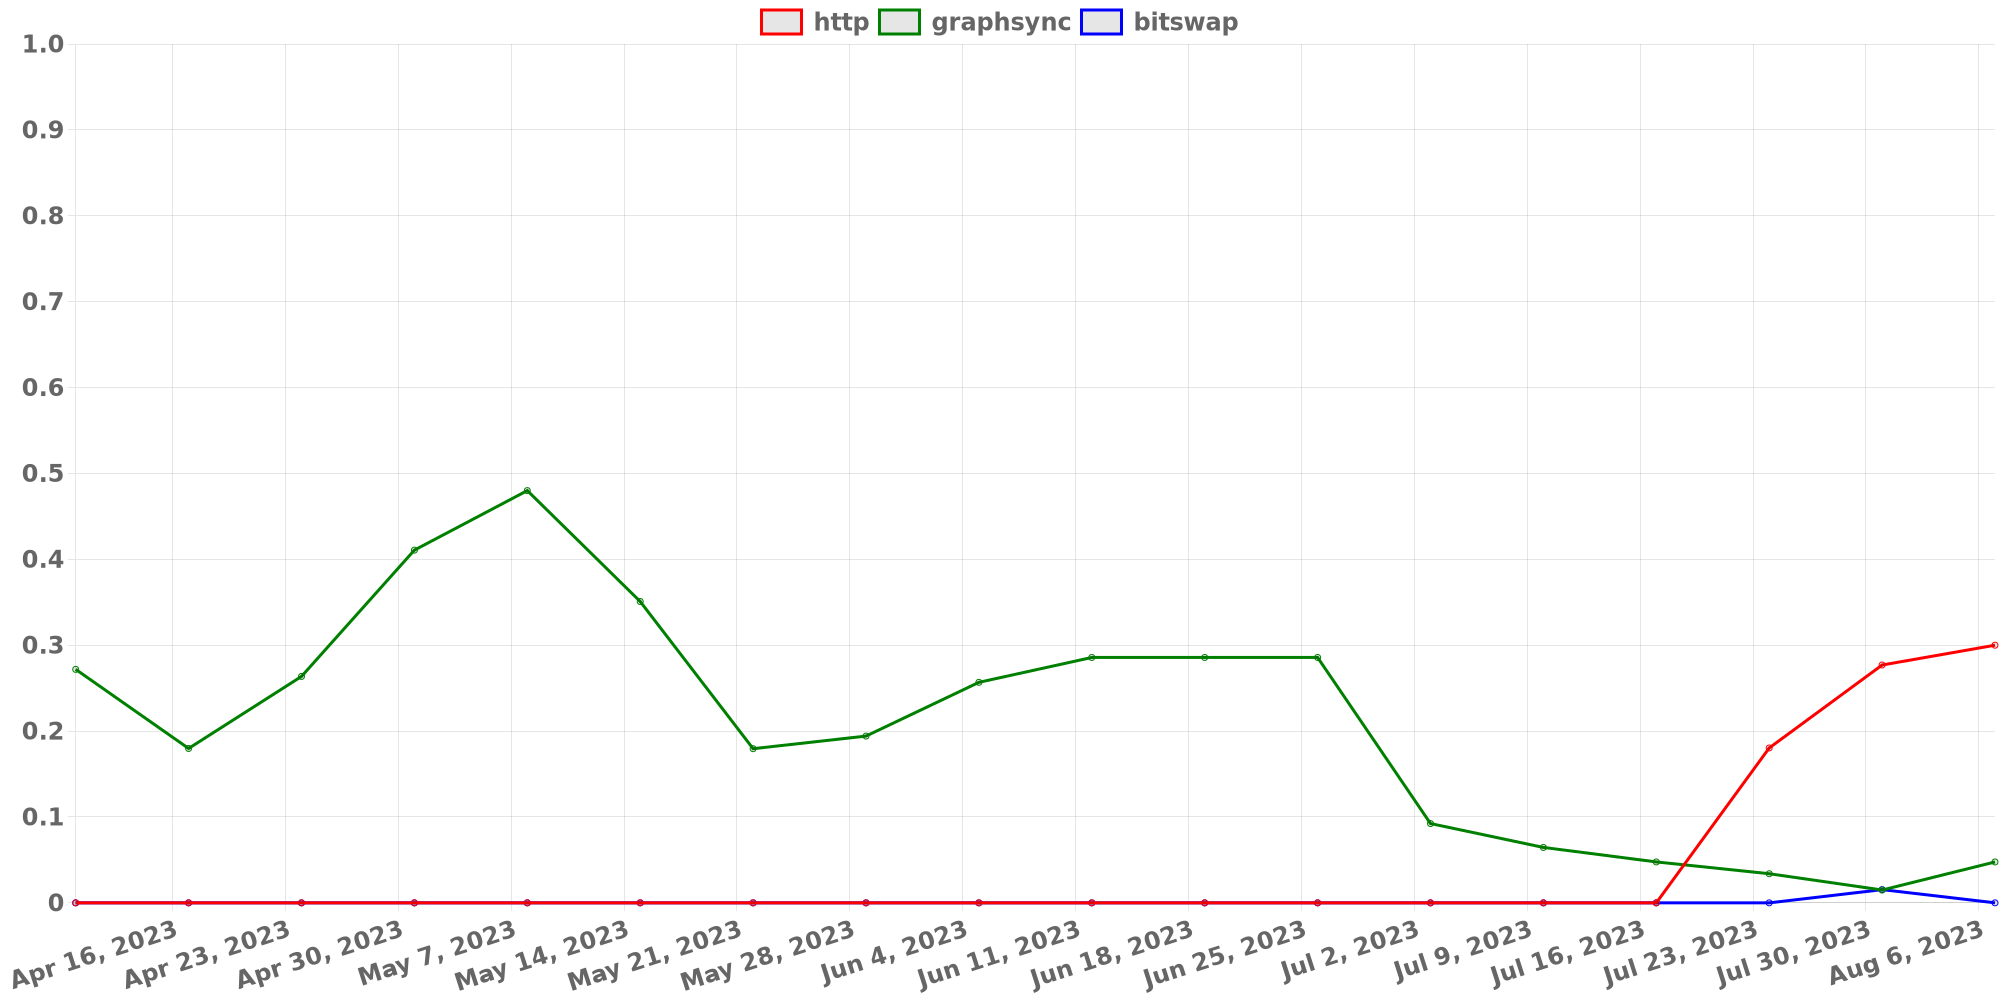 http graphsync bitswap
1.0
0.9
0.8
0.7
0.6
0.5
0.4
0.3
0.2
0.1
0
Apr 16, 2023
Apr 23, 2023
Apr 30, 2023
May 7, 2023
May 14, 2023
May 21, 2023
May 28, 2023
Jun 4, 2023
Jun 11, 2023
Jun 18, 2023
Jun 25, 2023
Jul 2, 2023
Jul 9, 2023
Jul 16, 2023
Jul 23, 2023
Jul 30, 2023
Aug 6, 2023